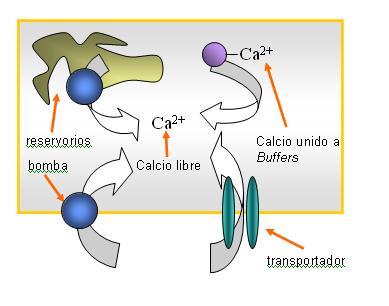 Ca2+
Ca2+
reservorios
bomba
Calcio libre
Calcio unido a
Buffers
transportador